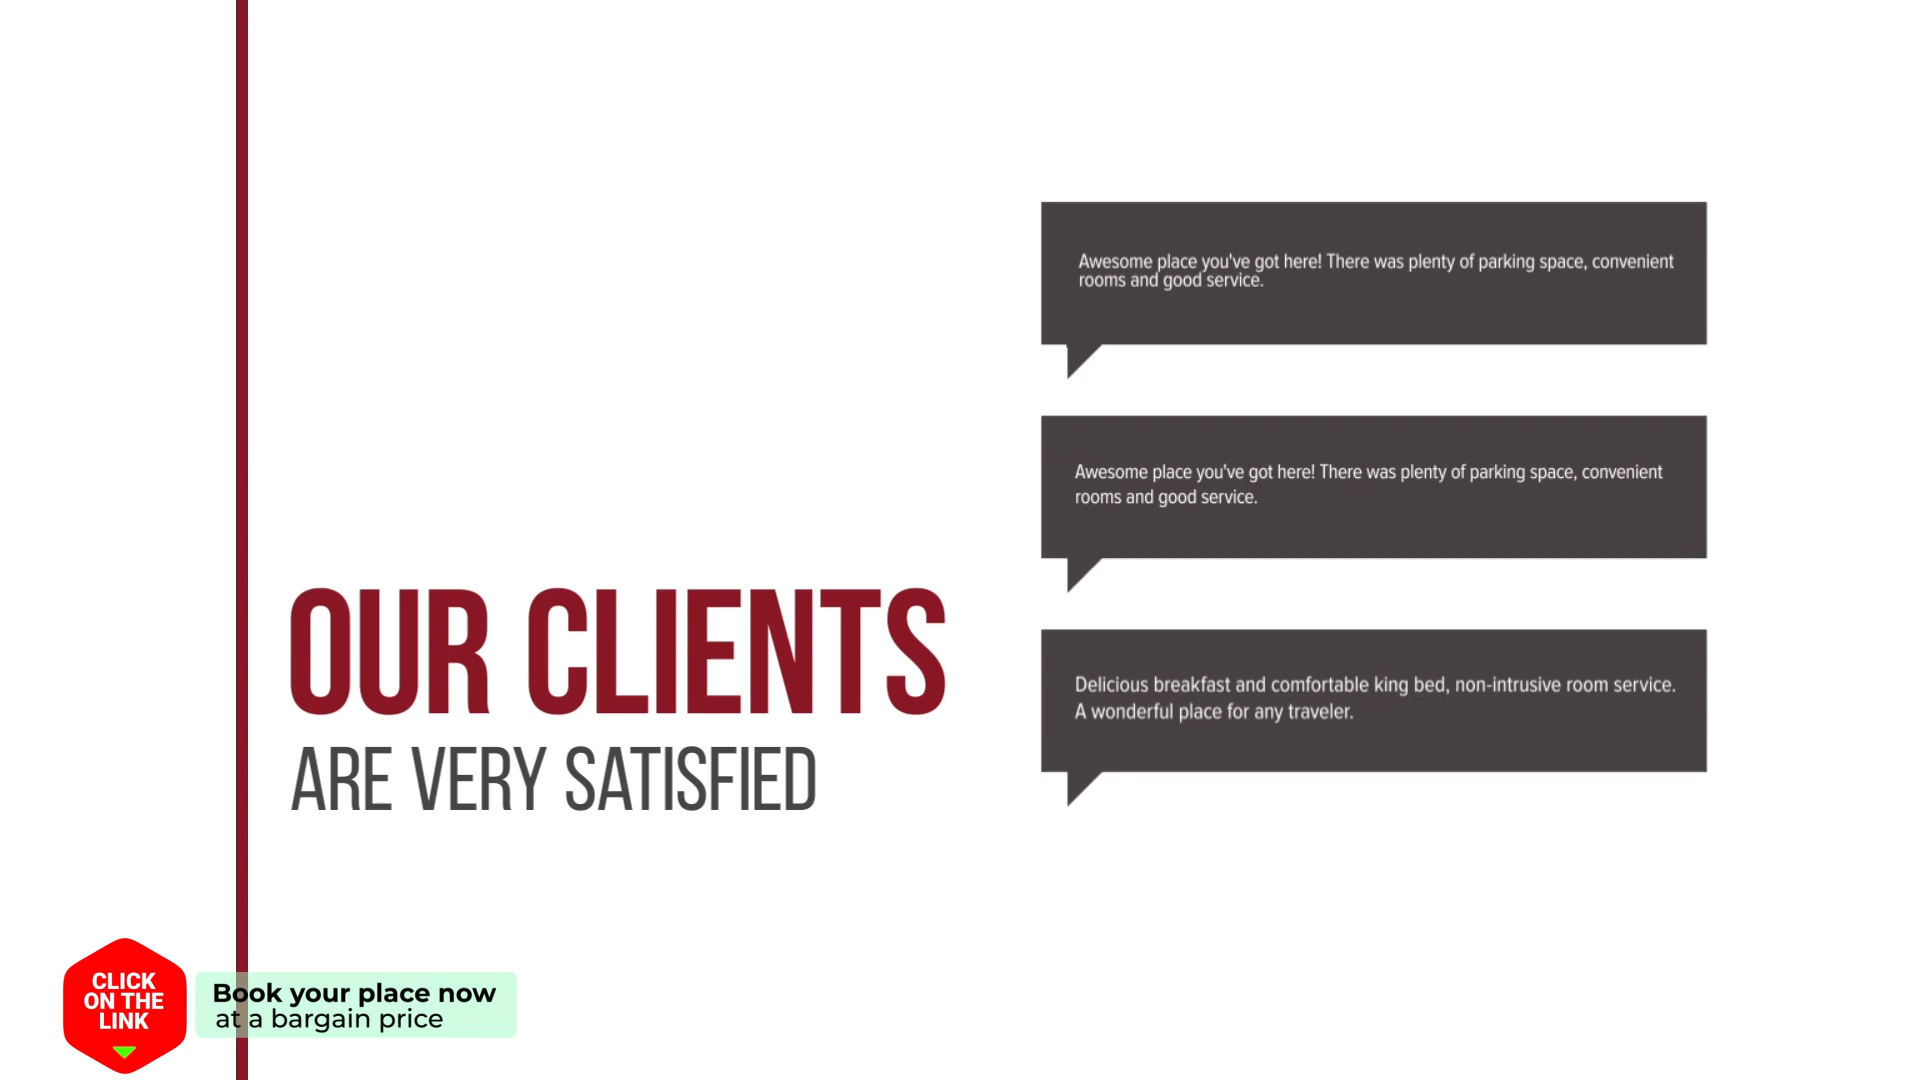 Awesome place you've got here! There was plenty of parking space, convenient
rooms and good service.
Awesome place you've got here! There was plenty of parking space, convenient
rooms and good service.
Delicious breakfast and comfortable king bed, non-intrusive room service.
A wonderful place for any traveler.
OUR CLIENTS
ARE VERY SATISFIED
CLICK
ON THE
LINK
Book your place now
at a bargain price